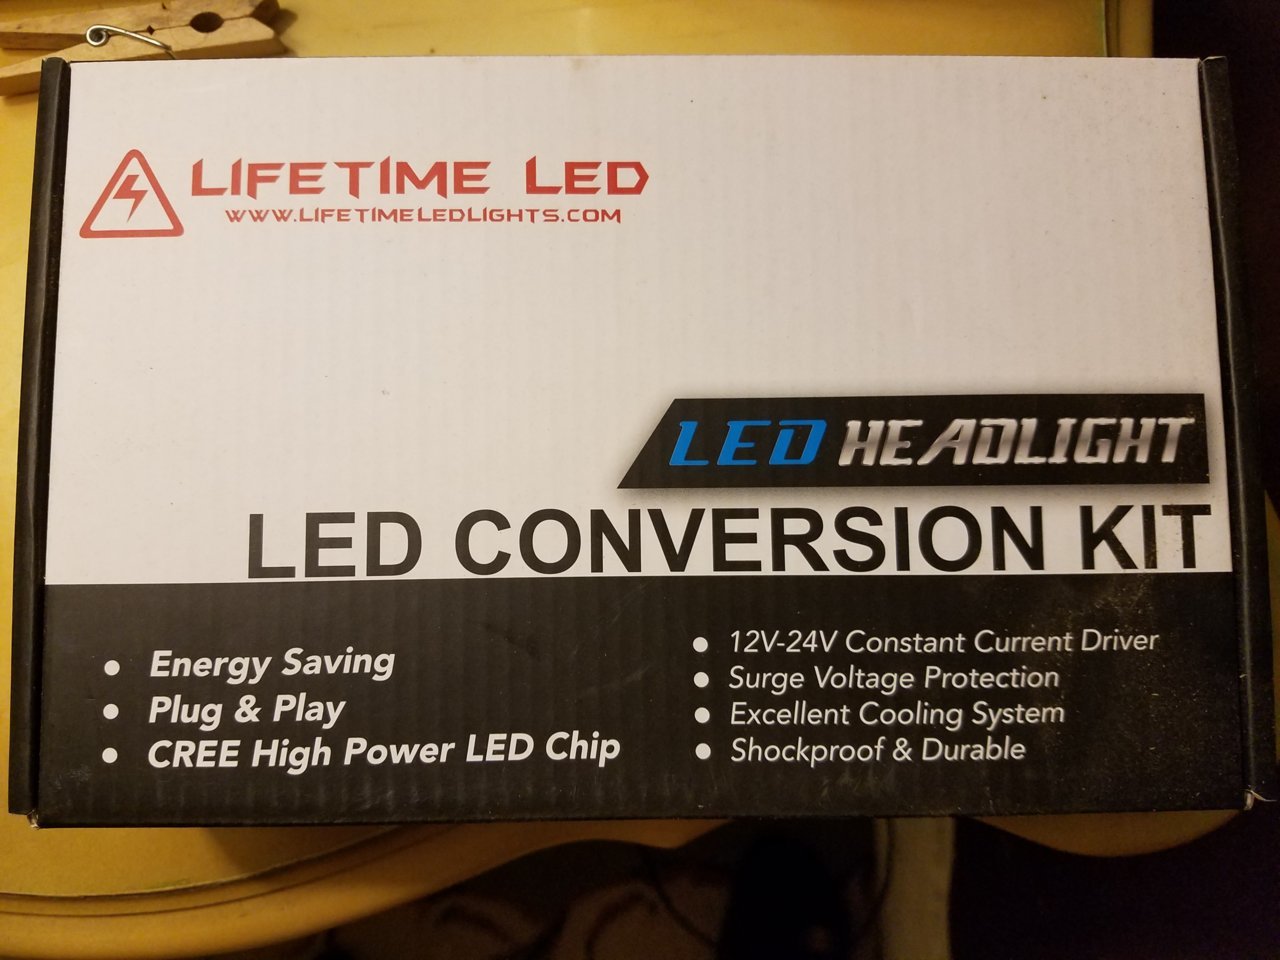 LIFETIME LED
WWW.LIFETIMELEDLIGHTS.COM
LED HEADLIGHT
LED CONVERSION KIT
• Energy Saving
• Plug & Play
• CREE High Power LED Chip
• 12V-24V Constant Current Driver
• Surge Voltage Protection
• Excellent Cooling System
• Shockproof & Durable